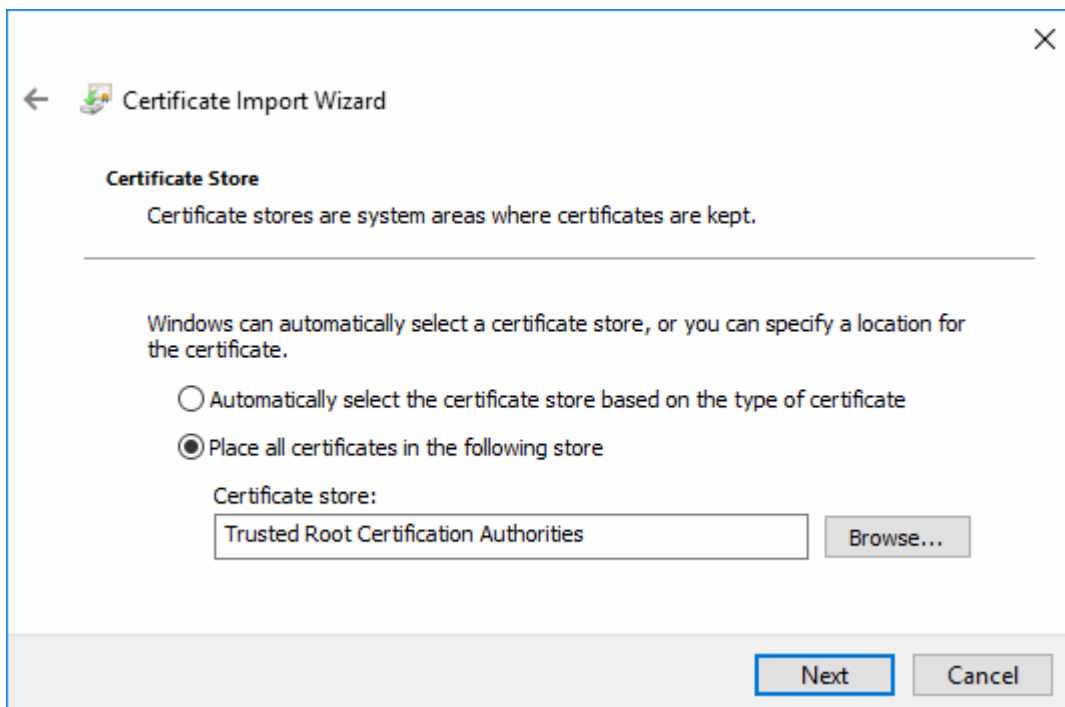 Certificate Import Wizard
Certificate Store
Certificate stores are system areas where certificates are kept.
Windows can automatically select a certificate store, or you can specify a location for
the certificate.
Automatically select the certificate store based on the type of certificate
Place all certificates in the following store
Certificate store:
Trusted Root Certification Authorities
Browse...
Next
Cancel